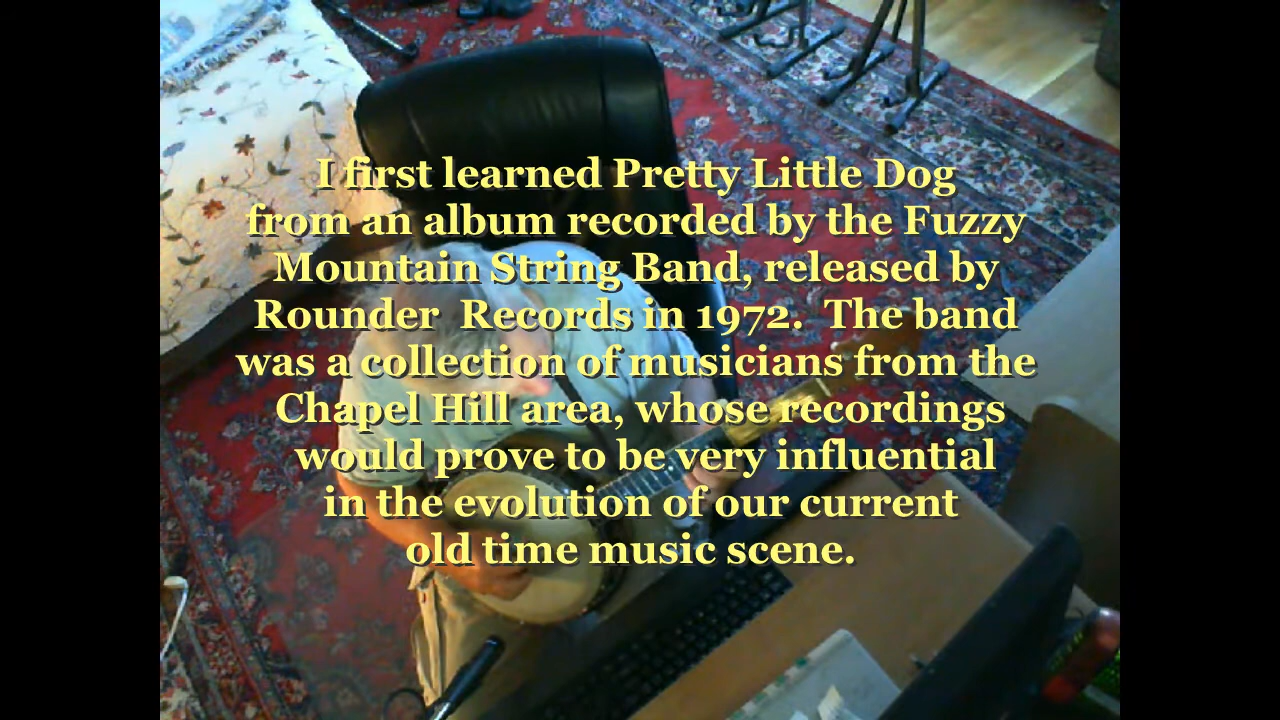 I first learned Pretty Little Dog
from an album recorded by the Fuzzy
Mountain String Band, released by
Rounder  Records in 1972.  The band
was a collection of musicians from the
Chapel Hill area, whose recordings
would prove to be very influential
in the evolution of our current
old time music scene.